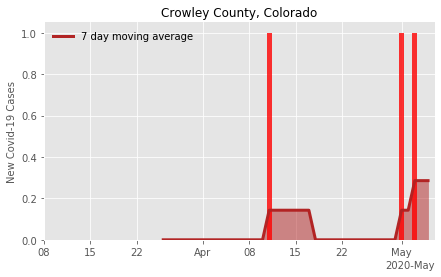 Crowley County, Colorado
7 day moving average
New Covid-19 Cases
1.0
0.8
0.6
0.4
0.2
0.0
08 15 22 Apr 08 15 22 May
2020-May